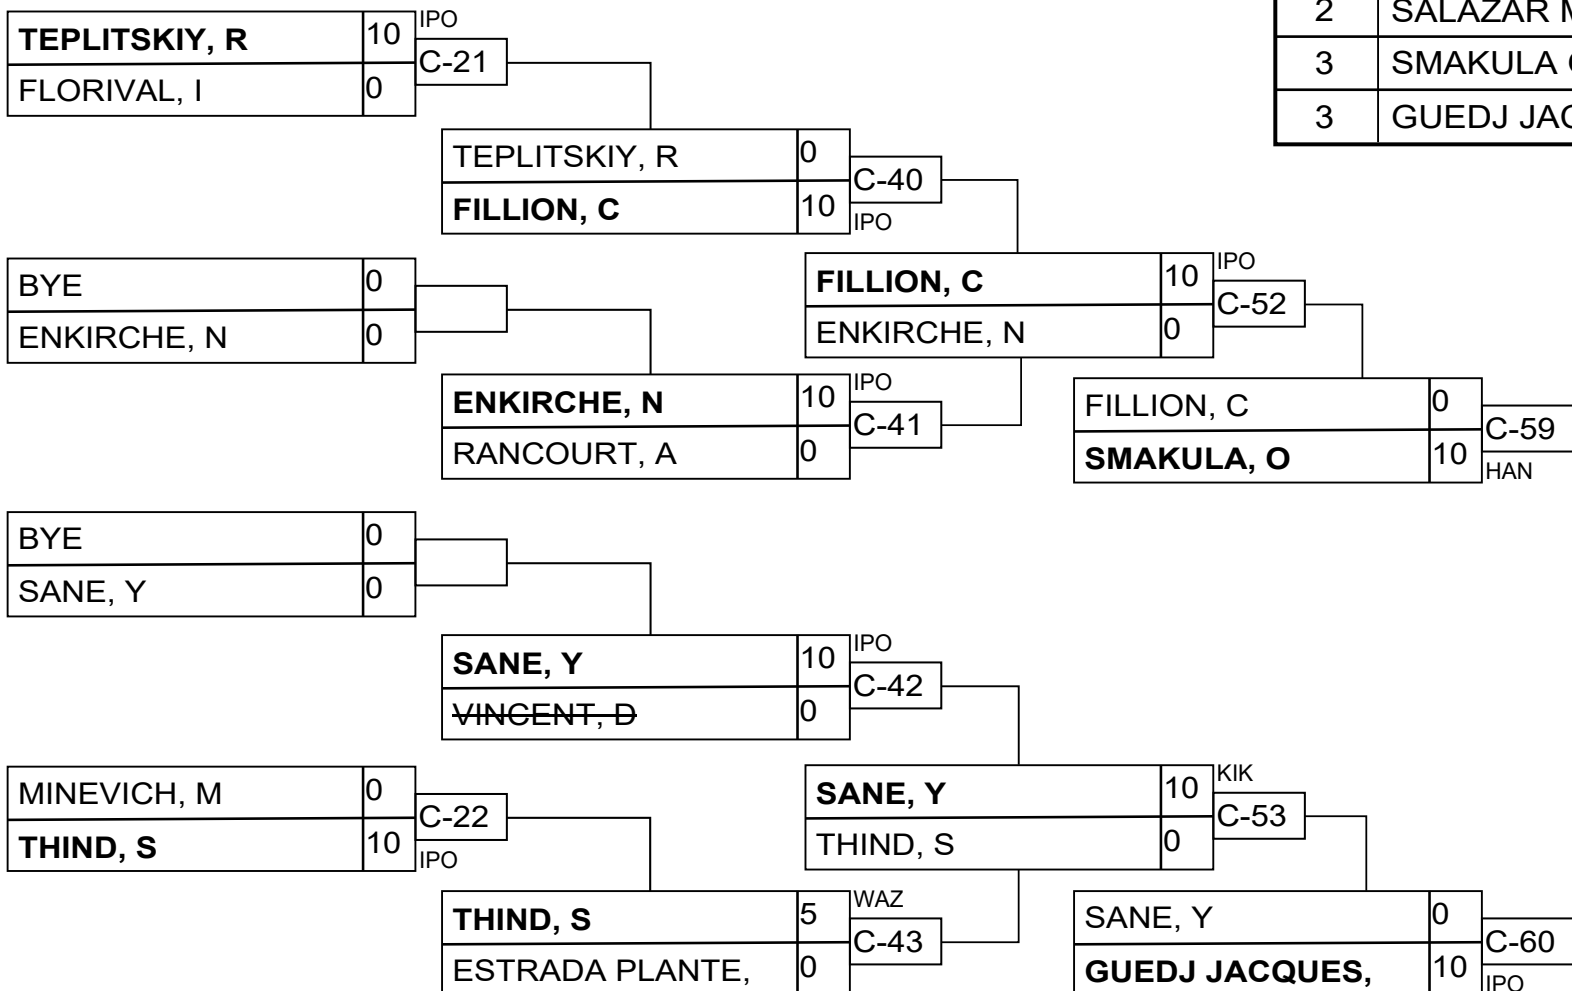 TEPLITSKIY, R 10 IPO
C-21
FLORIVAL, I 0
2 SALAZAR
3 SMAKULA
3 GUEDJ
TEPLITSKIY, R 0
C-40
FILLION, C 10 IPO
BYE 0
ENKIRCHE, N 0
FILLION, C 10 IPO
C-52
ENKIRCHE, N 0
ENKIRCHE, N 10 IPO
C-41
RANCOURT, A 0
FILLION, C 0
C-59
SMAKULA, O 10 HAN
BYE 0
SANE, Y 0
SANE, Y 10 IPO
C-42
VINCENT, D 0
MINEVICH, M 0
C-22
THIND, S 10 IPO
SANE, Y 10 KIK
C-53
THIND, S 0
THIND, S 5 WAZ
C-43
ESTRADA PLANTE, 0
SANE, Y 0
C-60
GUEDJ JACQUES, 10 IPO